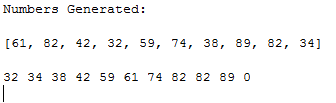 Numbers Generated:
[61, 82, 42, 32, 59, 74, 38, 89, 82, 34]
32 34 38 42 59 61 74 82 82 89 0